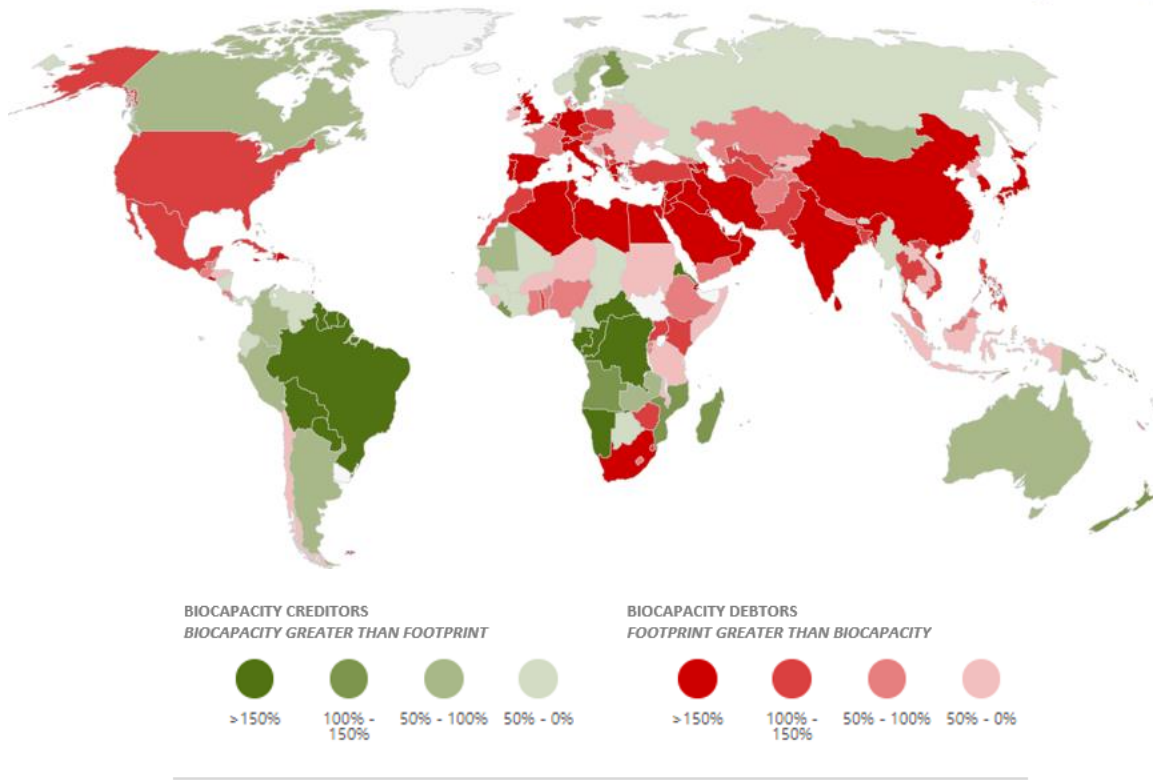 BIOCAPACITY CREDITORS
BIOCAPACITY GREATER THAN FOOTPRINT
>150%
100% -
150%
50% - 100%
50% - 0%
BIOCAPACITY DEBTORS
FOOTPRINT GREATER THAN BIOCAPACITY
>150%
100% -
150%
50% - 100%
50% - 0%